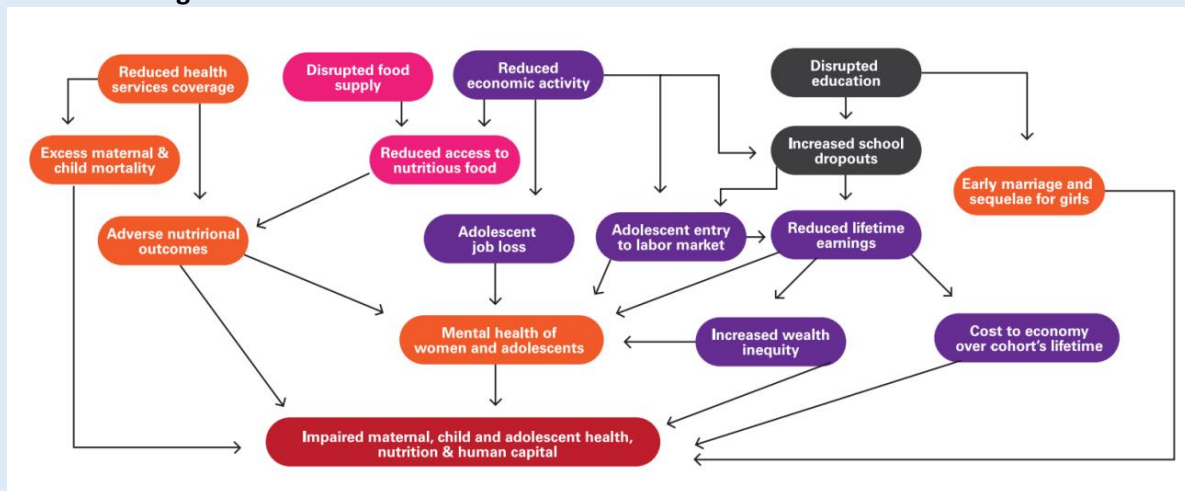 Reduced health
services coverage
Disrupted food
supply
Reduced
economic activity
Disrupted
education
Excess maternal &
child mortality
Reduced access to
nutritious food
Increased school
dropouts
Early marriage and
sequelae for girls
Adverse nutrirional
outcomes
Adolescent
job loss
Adolescent entry
to labor market
Reduced lifetime
earnings
Mental health of
women and adolescents
Increased wealth
inequity
Cost to economy
over cohort's lifetime
Impaired maternal, child and adolescent health,
nutrition & human capital